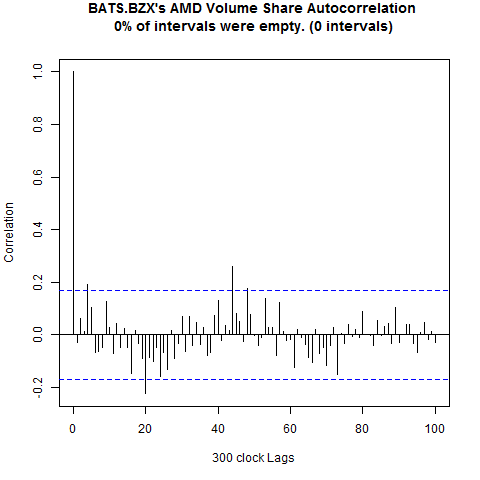 BATS.BZX's AMD Volume Share Autocorrelation
0% of intervals were empty. (0 intervals)
Correlation
1.0
0.8
0.6
0.4
0.2
0.0
-0.2
0 20 40 60 80 100
300 clock Lags